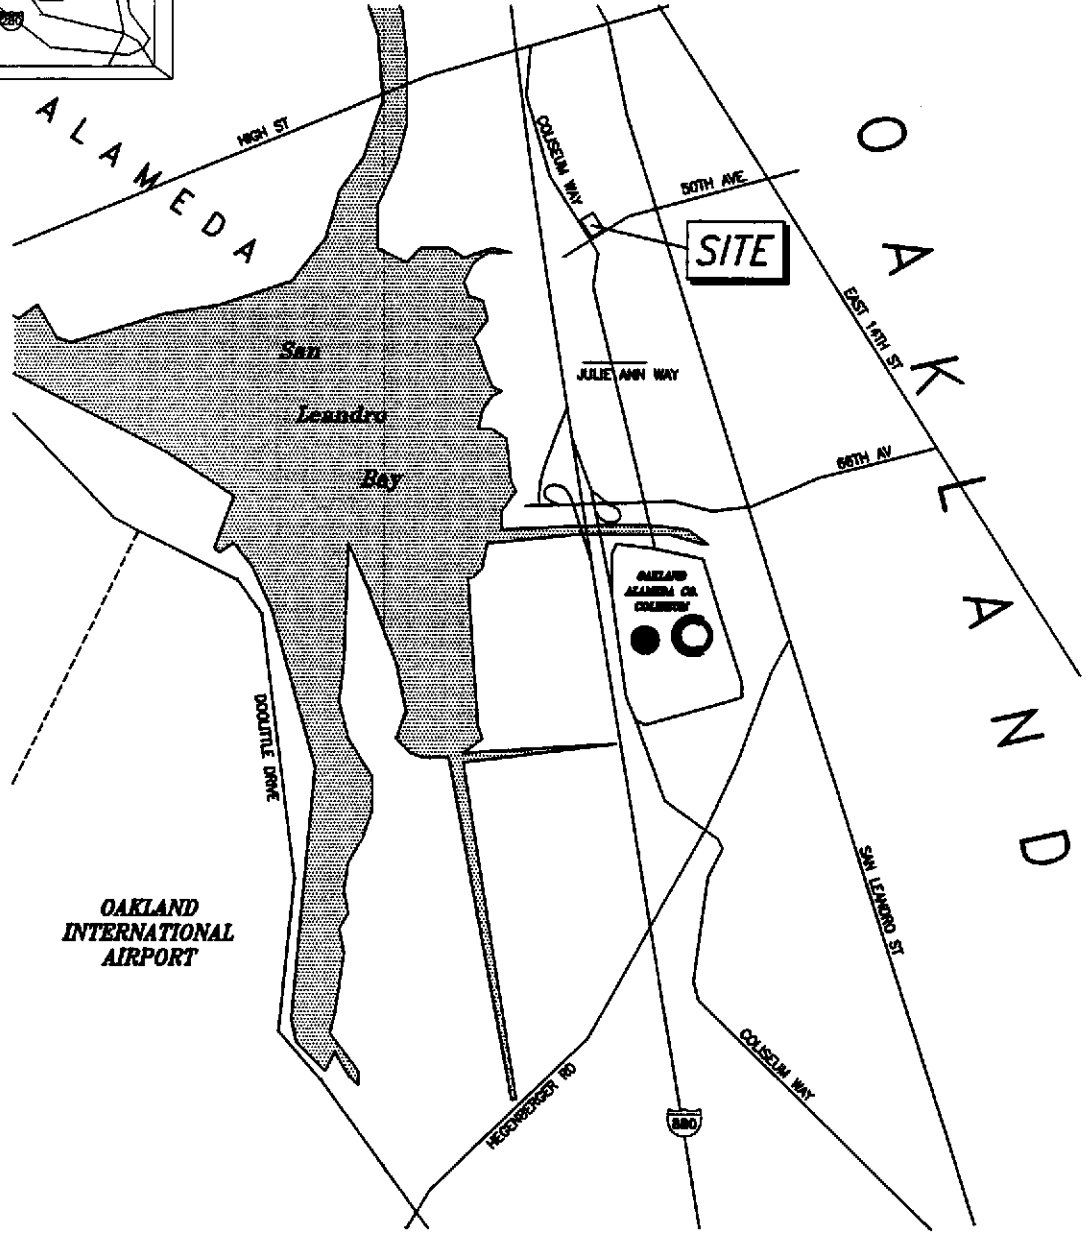 280
ALAMEDA
HIGH ST
COLISEUM WAY
50TH AVE
SITE
OAKLAND
EAST 14TH ST
San
Leandro
Bay
JULIE ANN WAY
66TH AV
OAKLAND
ALAMEDA CO.
COLISEUM
DOOLITTLE DRIVE
OAKLAND
INTERNATIONAL
AIRPORT
SAN LEANDRO ST
COLISEUM WAY
HEGENBERGER RD
880